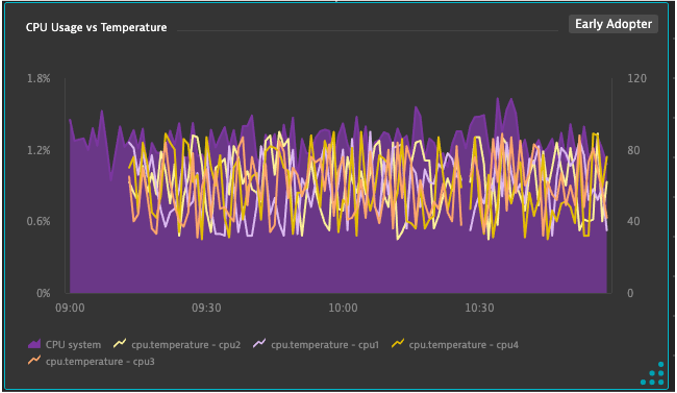 CPU Usage vs Temperature
Early Adopter
1.8%
120
1.2%
80
0.6%
40
0%
0
09:00 09:30 10:00 10:30
CPU system cpu.temperature - cpu2 cpu.temperature - cpu1 cpu.temperature - cpu4
cpu.temperature - cpu3